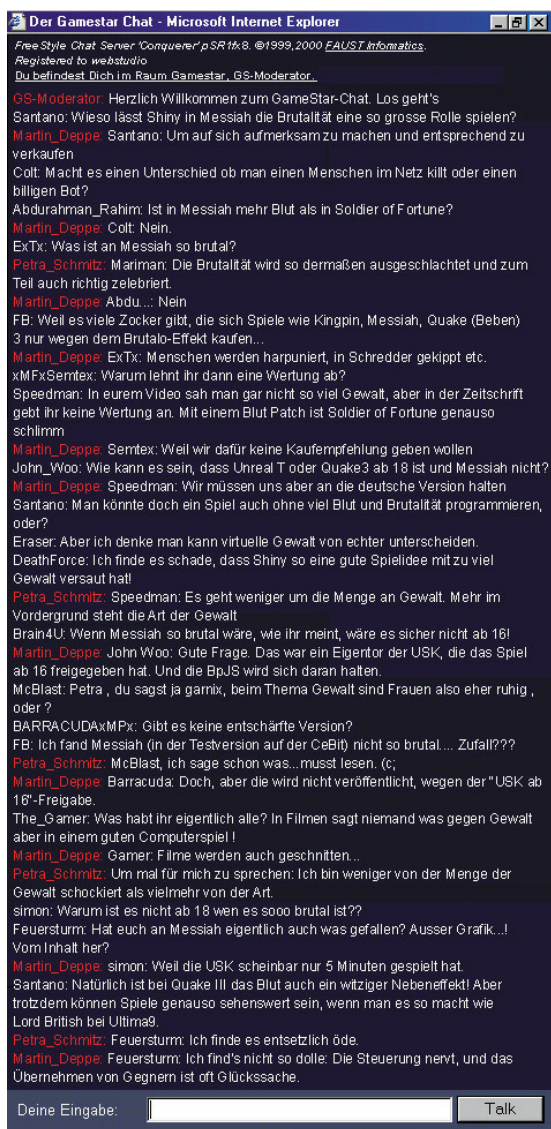 Der Gamestar Chat - Microsoft Internet Explorer
FreeStyle Chat Server 'Conquerer' pSR1fx8. ©1999,2000 FAUST Informatics.
Registered to webstudio
Du befindest Dich im Raum Gamestar, GS-Moderator.
GS-Moderator: Herzlich Willkommen zum GameStar-Chat. Los geht's
Santano: Wieso lässt Shiny in Messiah die Brutalität eine so grosse Rolle spielen?
Martin_Deppe: Santano: Um auf sich aufmerksam zu machen und entsprechend zu
verkaufen
Colt: Macht es einen Unterschied ob man einen Menschen im Netz killt oder einen
billigen Bot?
Abdurahman_Rahim: Ist in Messiah mehr Blut als in Soldier of Fortune?
Martin_Deppe: Colt: Nein.
ExTx: Was ist an Messiah so brutal?
Petra_Schmitz: Mariman: Die Brutalität wird so dermaßen ausgeschlachtet und zum
Teil auch richtig zelebriert.
Martin_Deppe: Abdu...: Nein
FB: Weil es viele Zocker gibt, die sich Spiele wie Kingpin, Messiah, Quake (Beben)
3 nur wegen dem Brutalo-Effekt kaufen...
Martin_Deppe: ExTx: Menschen werden harpuniert, in Schredder gekippt etc.
xMFxSemtex: Warum lehnt ihr dann eine Wertung ab?
Speedman: In eurem Video sah man gar nicht so viel Gewalt, aber in der Zeitschrift
gebt ihr keine Wertung an. Mit einem Blut Patch ist Soldier of Fortune genauso
schlimm
Martin_Deppe: Semtex: Weil wir dafür keine Kaufempfehlung geben wollen
John_Woo: Wie kann es sein, dass Unreal T oder Quake3 ab 18 ist und Messiah nicht?
Martin_Deppe: Speedman: Wir müssen uns aber an die deutsche Version halten
Santano: Man könnte doch ein Spiel auch ohne viel Blut und Brutalität programmieren,
oder?
Eraser: Aber ich denke man kann virtuelle Gewalt von echter unterscheiden.
DeathForce: Ich finde es schade, dass Shiny so eine gute Spielidee mit zu viel
Gewalt versaut hat!
Petra_Schmitz: Speedman: Es geht weniger um die Menge an Gewalt. Mehr im
Vordergrund steht die Art der Gewalt
Brain4U: Wenn Messiah so brutal wäre, wie ihr meint, wäre es sicher nicht ab 16!
Martin_Deppe: John Woo: Gute Frage. Das war ein Eigentor der USK, die das Spiel
ab 16 freigegeben hat. Und die BpJS wird sich daran halten.
McBlast: Petra , du sagst ja garnix, beim Thema Gewalt sind Frauen also eher ruhig ,
oder ?
BARRACUDAxMPx: Gibt es keine entschärfte Version?
FB: Ich fand Messiah (in der Testversion auf der CeBit) nicht so brutal.... Zufall???
Petra_Schmitz: McBlast, ich sage schon was...musst lesen. (c;
Martin_Deppe: Barracuda: Doch, aber die wird nicht veröffentlicht, wegen der "USK ab
16"-Freigabe.
The_Gamer: Was habt ihr eigentlich alle? In Filmen sagt niemand was gegen Gewalt
aber in einem guten Computerspiel !
Martin_Deppe: Gamer: Filme werden auch geschnitten...
Petra_Schmitz: Um mal für mich zu sprechen: Ich bin weniger von der Menge der
Gewalt schockiert als vielmehr von der Art.
simon: Warum ist es nicht ab 18 wen es sooo brutal ist??
Feuersturm: Hat euch an Messiah eigentlich auch was gefallen? Ausser Grafik...!
Vom Inhalt her?
Martin_Deppe: simon: Weil die USK scheinbar nur 5 Minuten gespielt hat.
Santano: Natürlich ist bei Quake III das Blut auch ein witziger Nebeneffekt! Aber
trotzdem können Spiele genauso sehenswert sein, wenn man es so macht wie
Lord British bei Ultima9.
Petra_Schmitz: Feuersturm: Ich finde es entsetzlich öde.
Martin_Deppe: Feuersturm: Ich find's nicht so dolle: Die Steuerung nervt, und das
Übernehmen von Gegnern ist oft Glückssache.
Deine Eingabe:
Talk